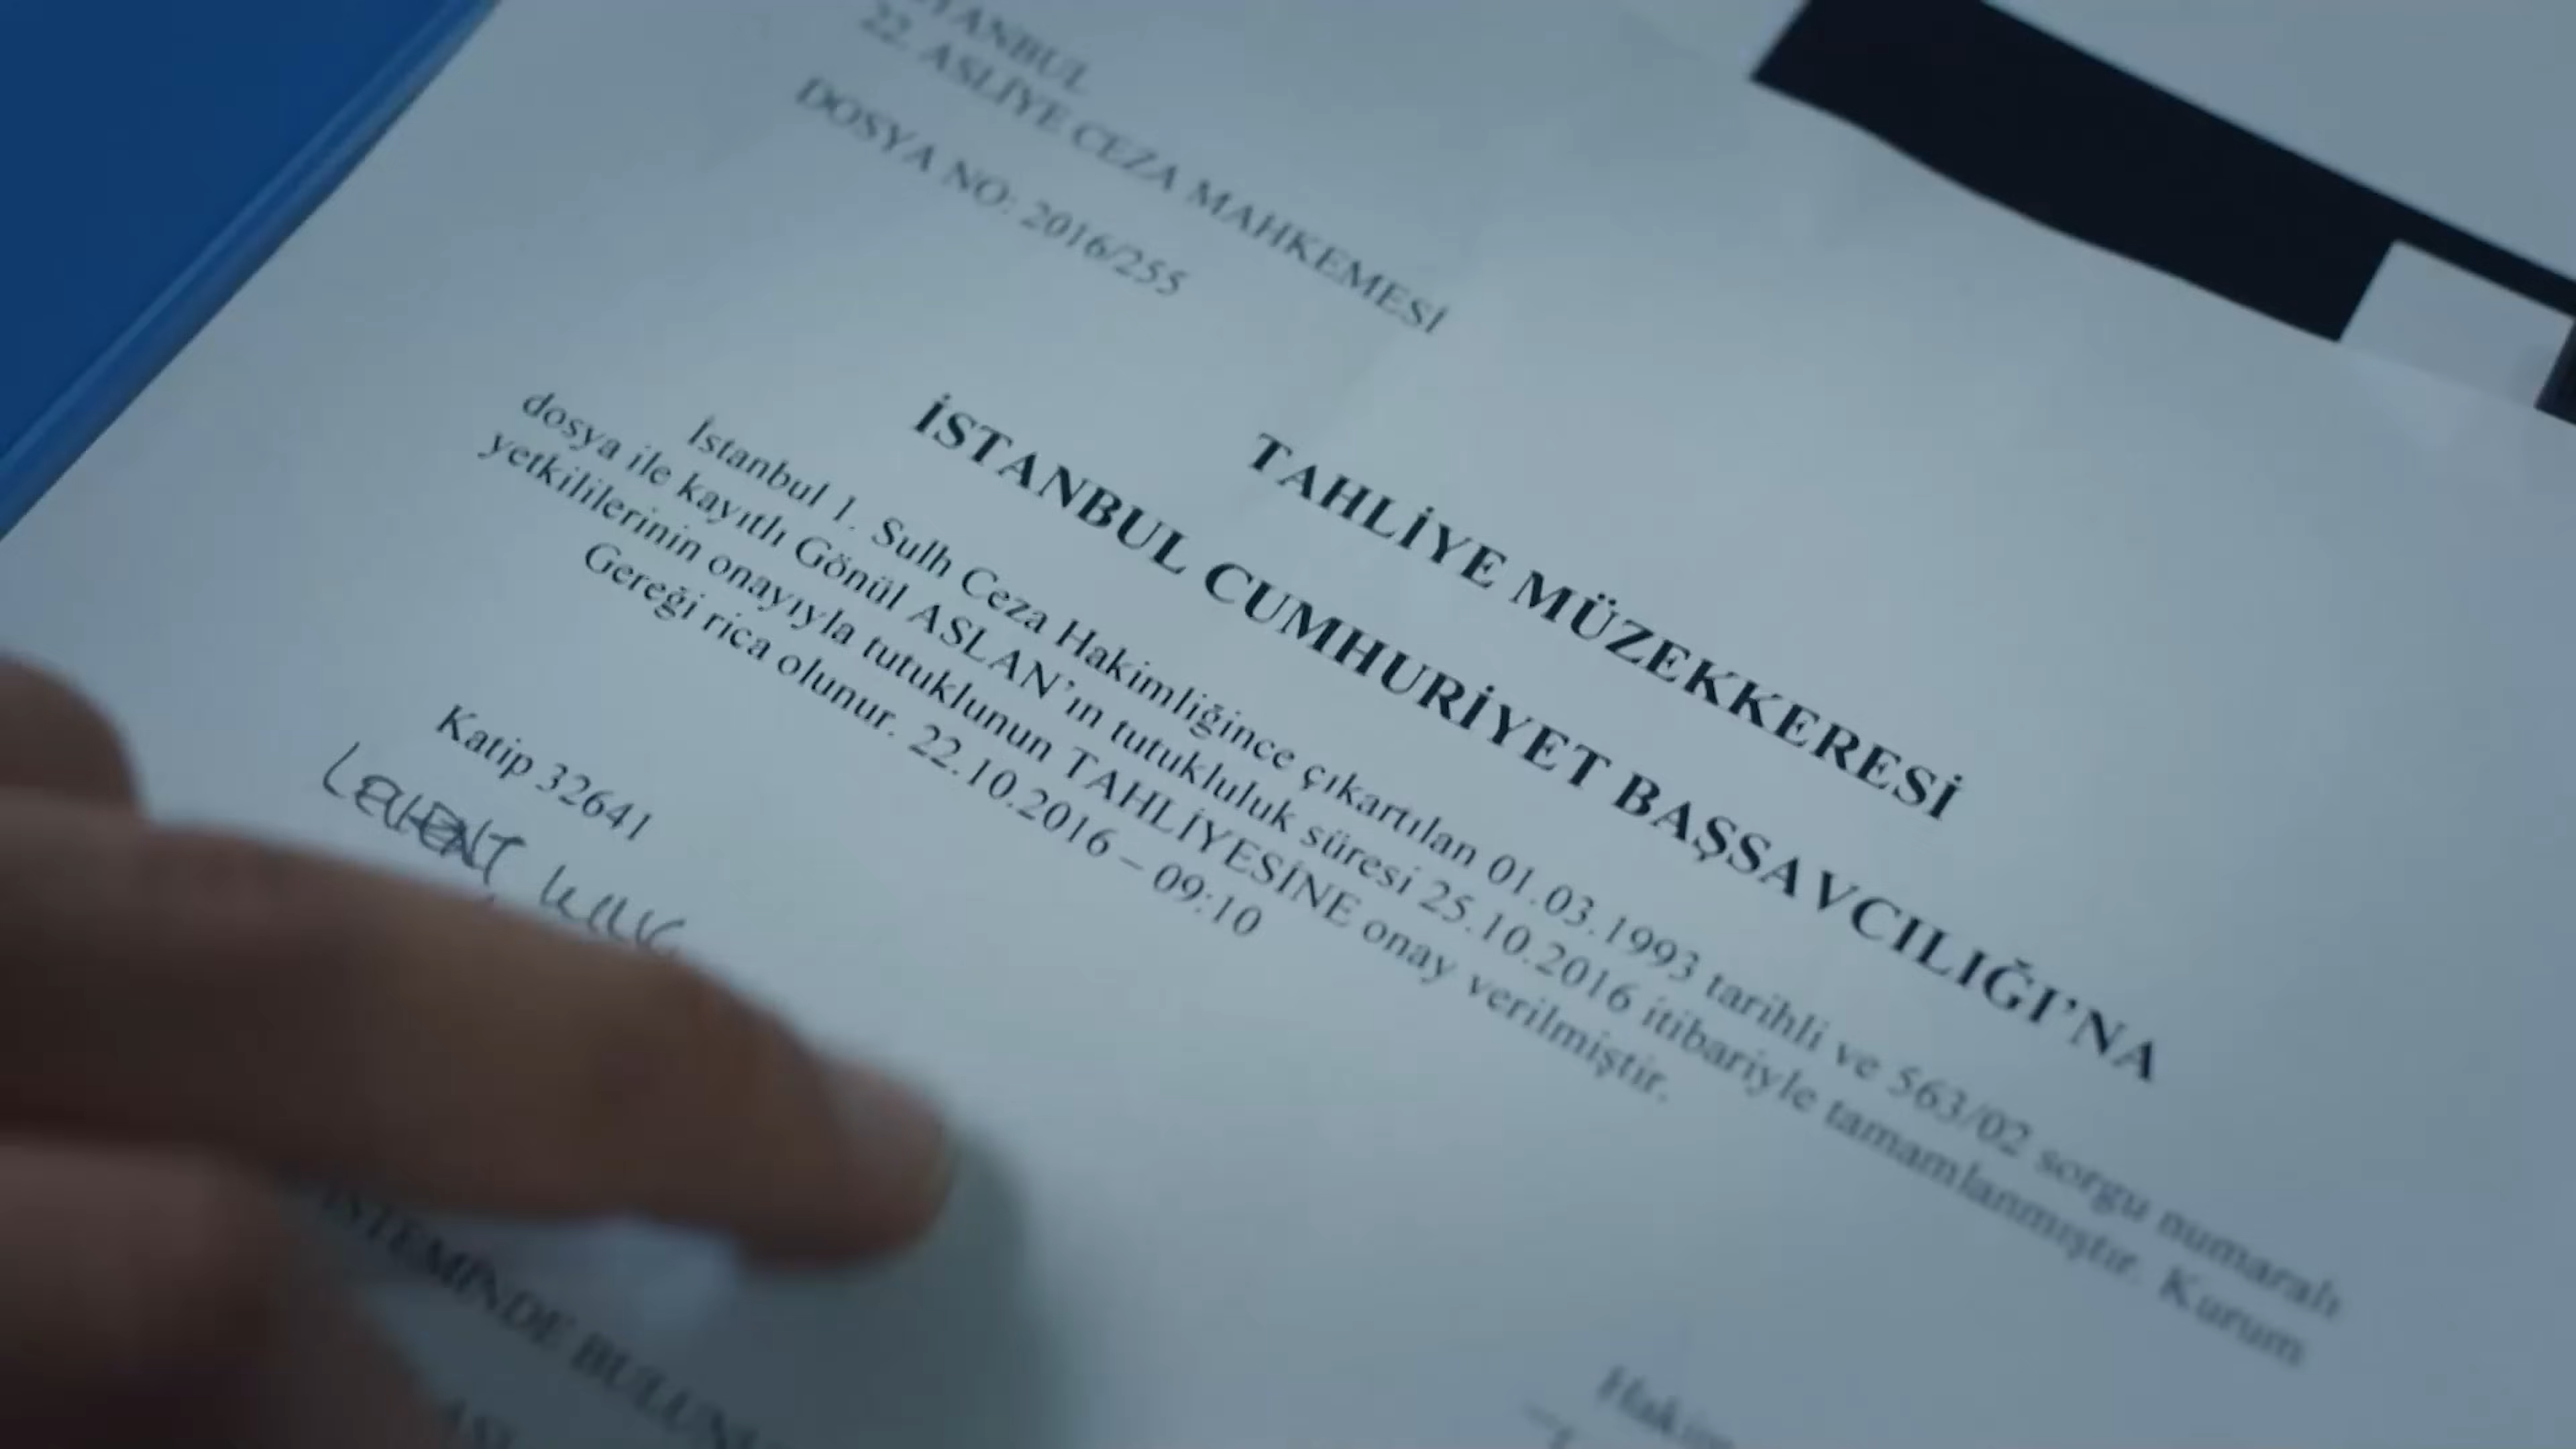 22. ASLİYE CEZA MAHKEMESİ
DOSYA NO: 2016/255
TAHLİYE MÜZEKKERESİ
İSTANBUL CUMHURİYET BAŞSAVCILIĞI'NA
İstanbul 1. Sulh Ceza Hakimliğince çıkartılan 01.03.1993 tarihli ve 563/02 sorgu numaralı
dosya ile kayıtlı Gönül ASLAN'ın tutukluluk süresi 25.10.2016 itibariyle tamamlanmıştır. Kurum
yetkililerinin onayıyla tutuklunun TAHLİYESİNE onay verilmiştir.
Gereği rica olunur. 22.10.2016 – 09:10
Katip 32641
LEVENT